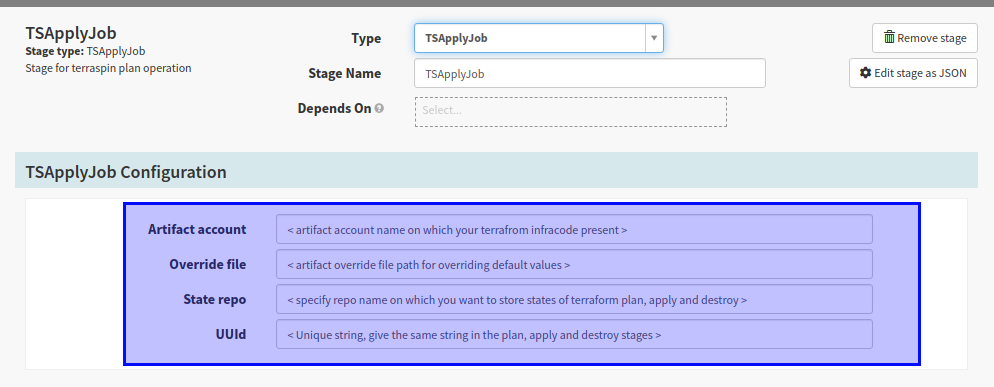 TSApplyJob
Stage type: TSApplyJob
Stage for terraspin plan operation
Type
TSApplyJob
Remove stage
Stage Name
TSApplyJob
Edit stage as JSON
Depends On
Select...
TSApplyJob Configuration
Artifact account
< artifact account name on which your terrafrom infracode present >
Override file
< artifact override file path for overriding default values >
State repo
< specify repo name on which you want to store states of terraform plan, apply and destroy >
UUId
< Unique string, give the same string in the plan, apply and destroy stages >